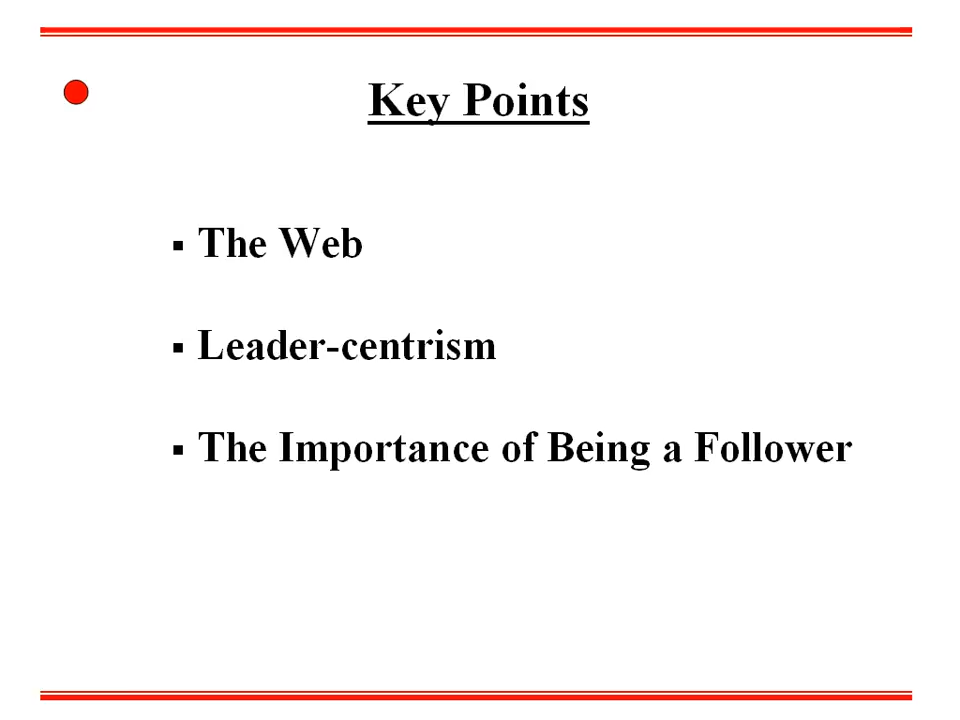 Key Points
▪ The Web
▪ Leader-centrism
▪ The Importance of Being a Follower